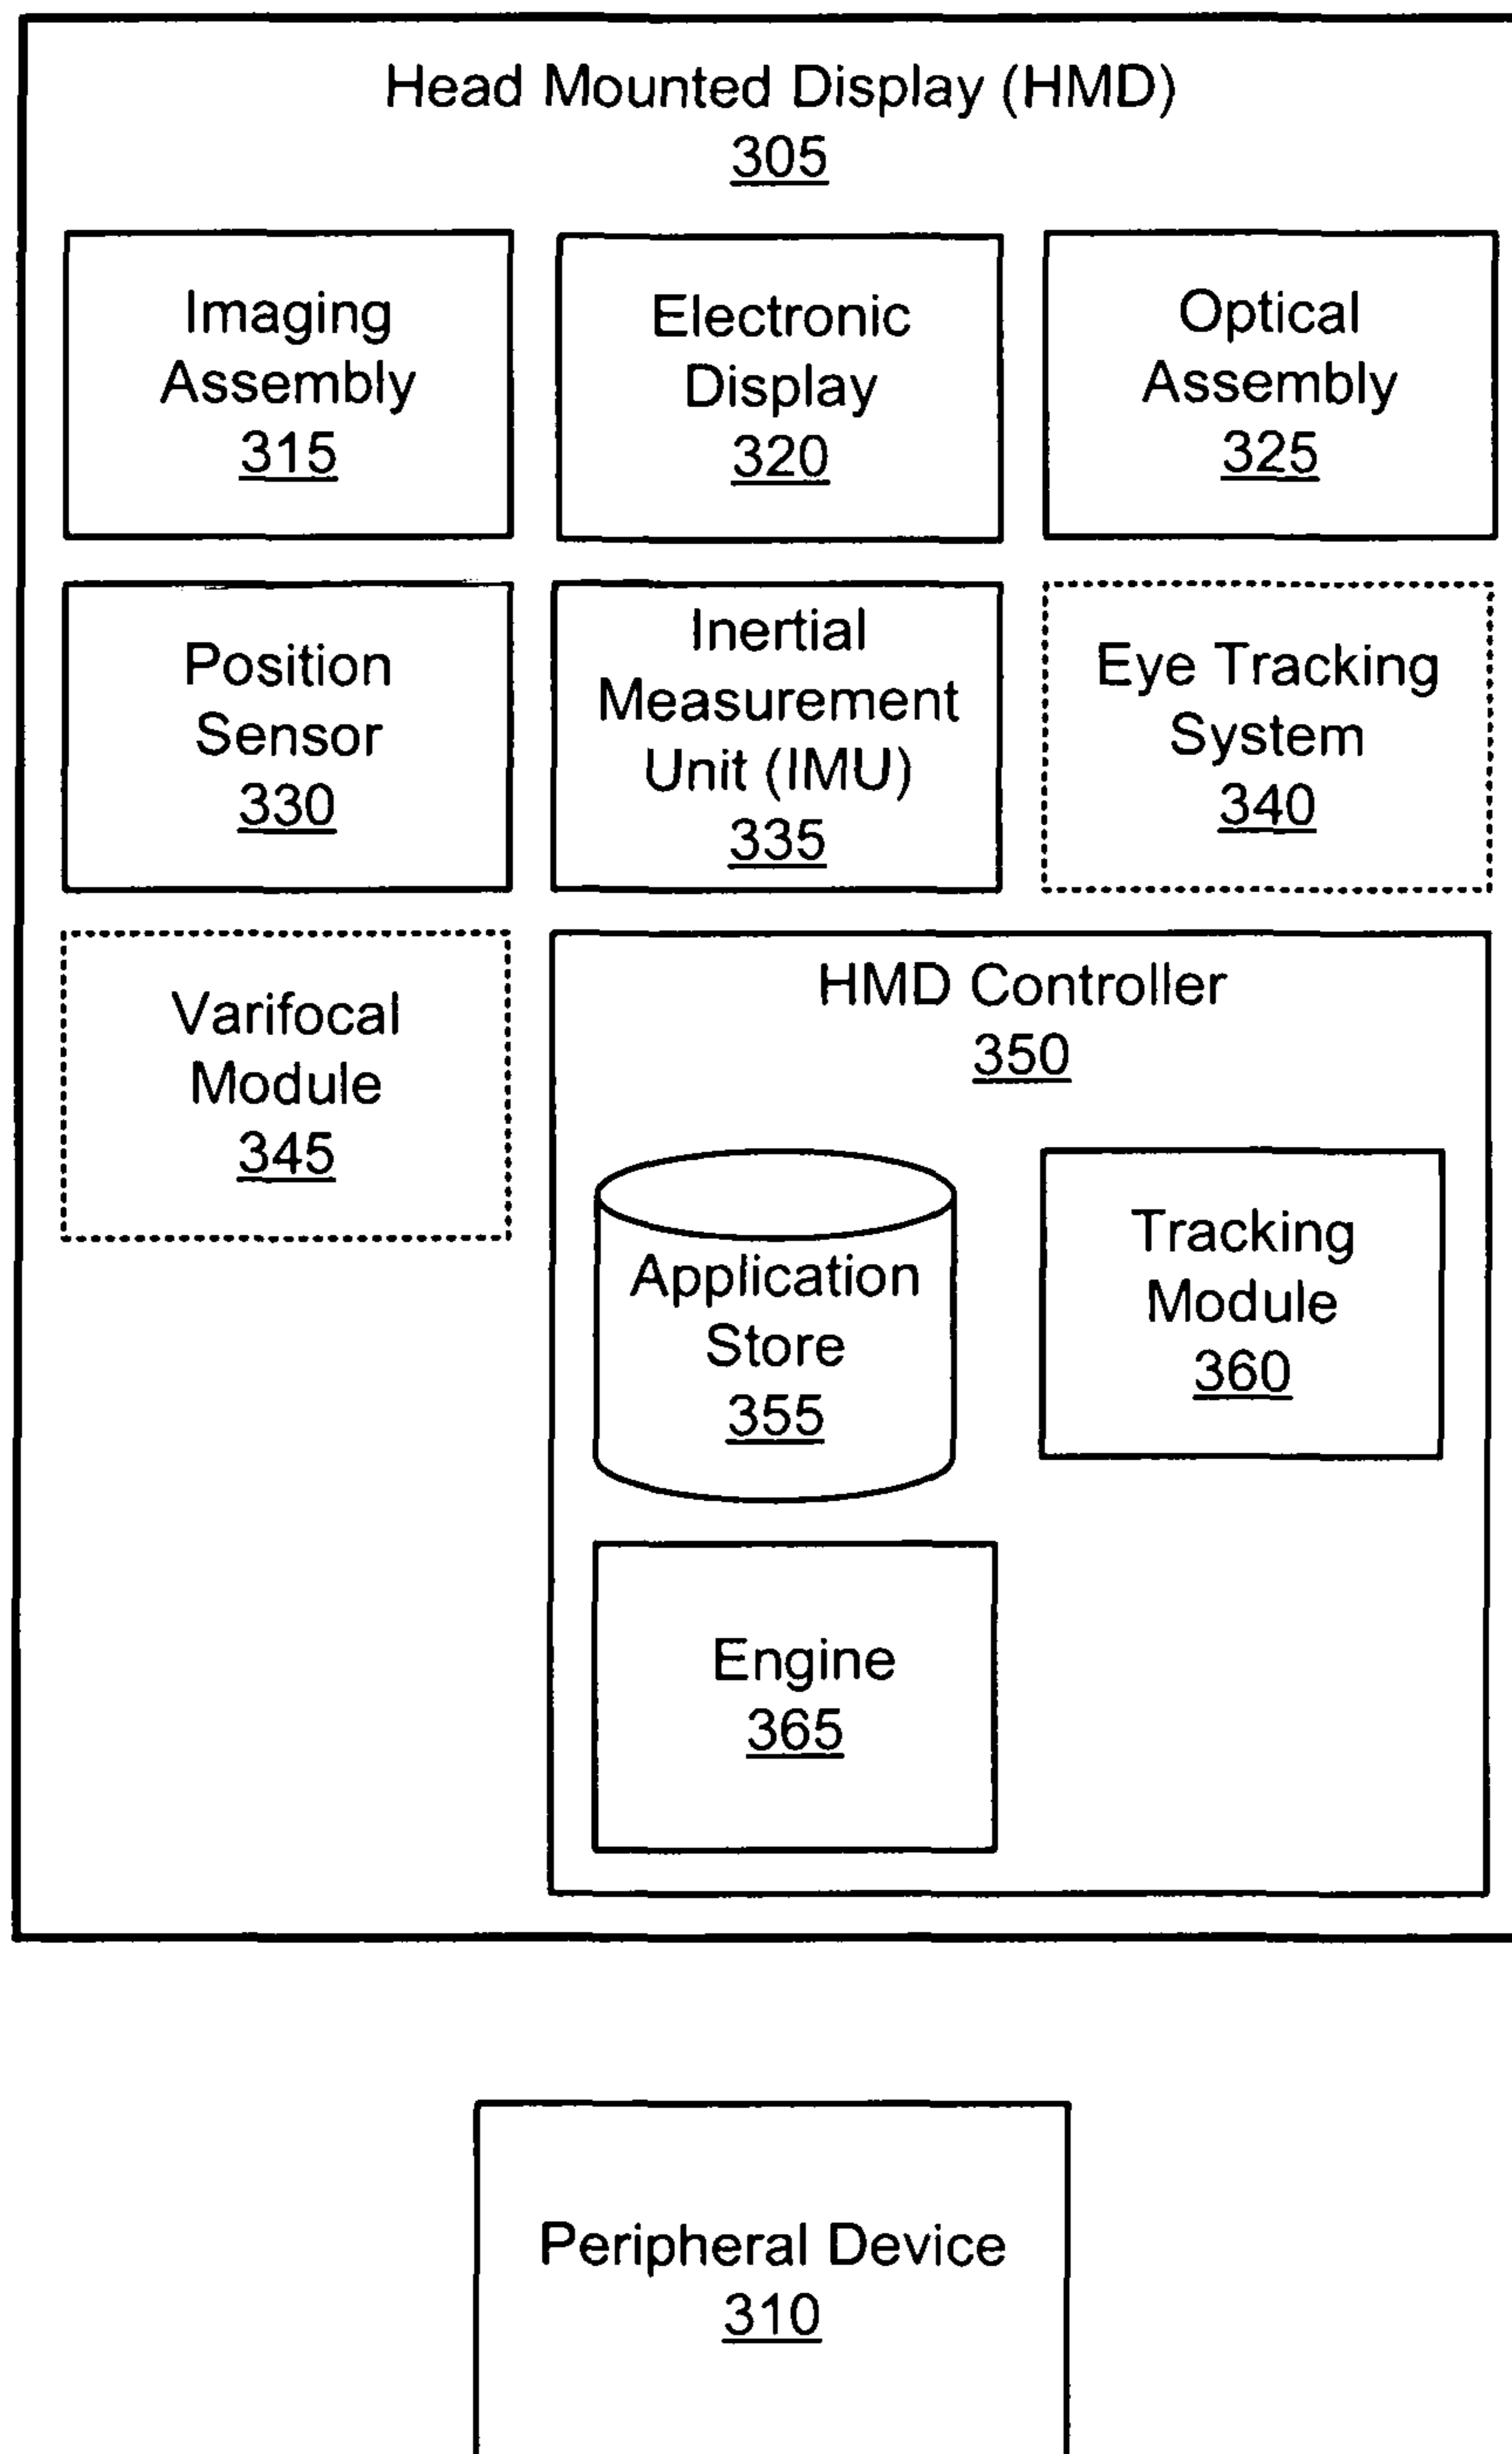 Head Mounted Display (HMD)
305
Imaging
Assembly
315
Electronic
Display
320
Optical
Assembly
325
Position
Sensor
330
Inertial
Measurement
Unit (IMU)
335
Eye Tracking
System
340
Varifocal
Module
345
HMD Controller
350
Application
Store
355
Tracking
Module
360
Engine
365
Peripheral Device
310